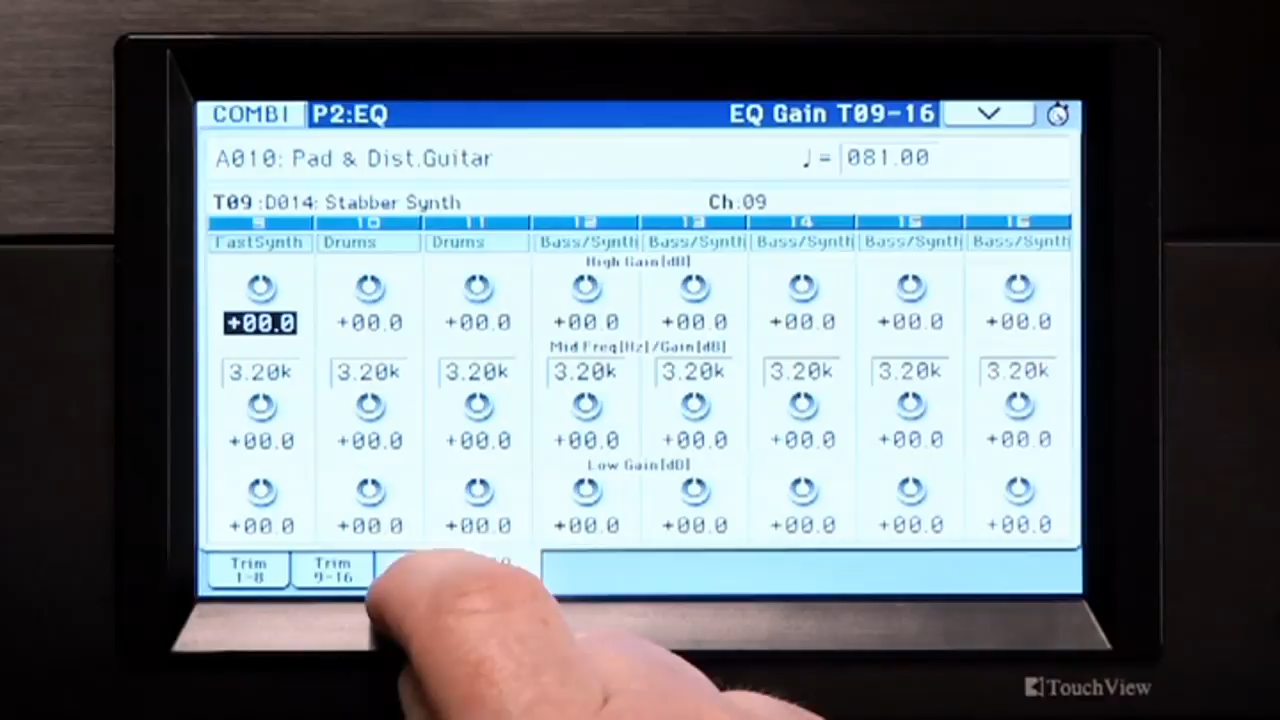 COMBI P2:EQ EQ Gain T09-16
A010: Pad & Dist.Guitar ♩= 081.00
T09:D014: Stabber Synth Ch:09
9 10 11 12 13 14 15 16
FastSynth Drums Drums Bass/Synth Bass/Synth Bass/Synth Bass/Synth Bass/Synth
High Gain[dB]
+00.0 +00.0 +00.0 +00.0 +00.0 +00.0 +00.0 +00.0
Mid Freq[Hz]/Gain[dB]
3.20k 3.20k 3.20k 3.20k 3.20k 3.20k 3.20k 3.20k
+00.0 +00.0 +00.0 +00.0 +00.0 +00.0 +00.0 +00.0
Low Gain[dB]
+00.0 +00.0 +00.0 +00.0 +00.0 +00.0 +00.0 +00.0
Trim Trim
1-8 9-16
TouchView